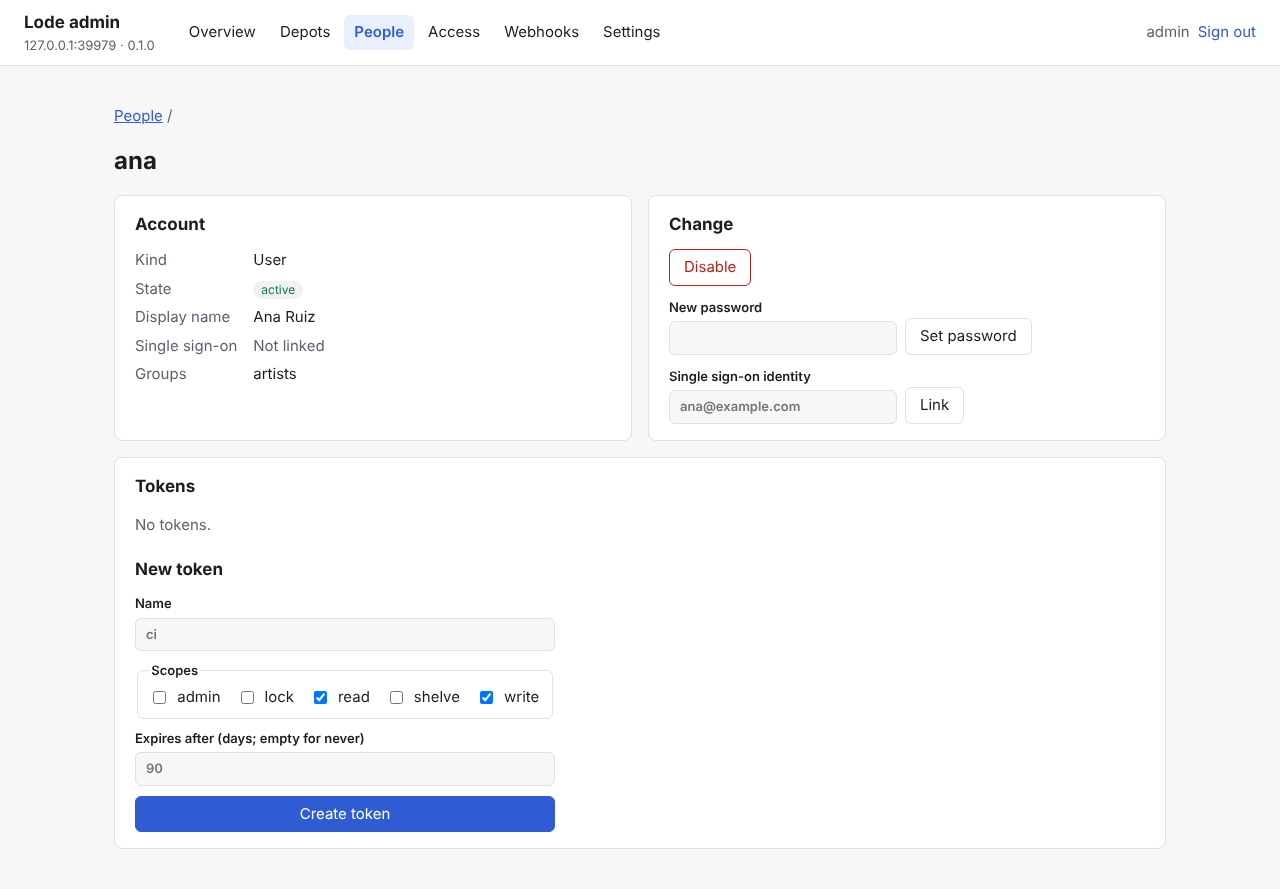 Lode admin
127.0.0.1:39979 · 0.1.0
Overview
Depots
People
Access
Webhooks
Settings
admin
Sign out
People /
ana
Account
Kind User
State active
Display name Ana Ruiz
Single sign-on Not linked
Groups artists
Change
Disable
New password
Set password
Single sign-on identity
ana@example.com
Link
Tokens
No tokens.
New token
Name
ci
Scopes
admin lock read shelve write
Expires after (days; empty for never)
90
Create token